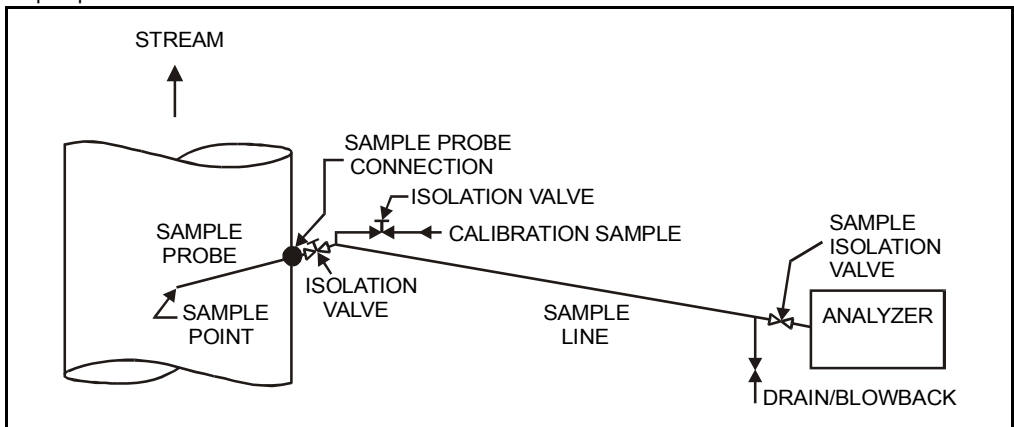 STREAM
SAMPLE PROBE
CONNECTION
ISOLATION VALVE
CALIBRATION SAMPLE
SAMPLE
PROBE
SAMPLE
POINT
ISOLATION
VALVE
SAMPLE
LINE
SAMPLE
ISOLATION
VALVE
ANALYZER
DRAIN/BLOWBACK